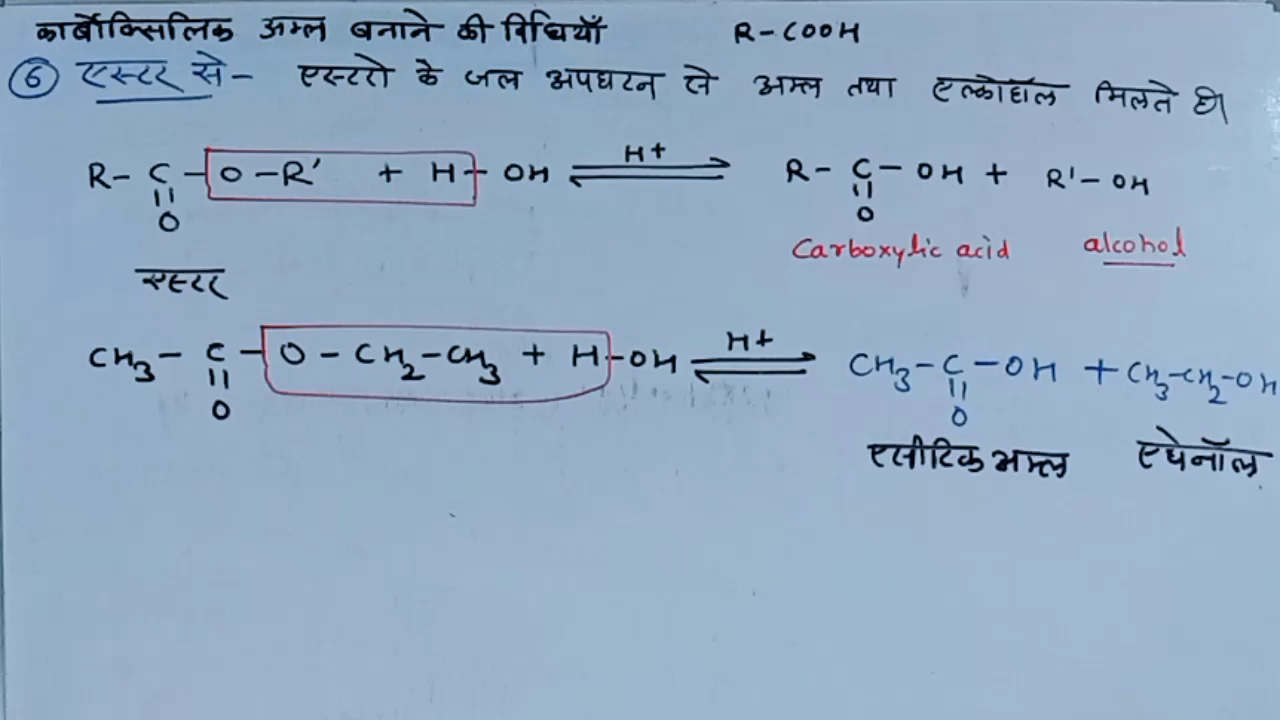 कार्बोक्सिलिक अम्ल बनाने की विधियाँ R-COOH
⑥ एस्टर से - एस्टरो के जल अपघटन से अम्ल तथा एल्कोहॉल मिलते है।
R - C - O - R' + H - OH ⇌ H+ R - C - OH + R' - OH
|| ||
O O
Carboxylic acid alcohol
एस्टर
CH₃ - C - O - CH₂ - CH₃ + H - OH ⇌ H+ CH₃ - C - OH + CH₃-CH₂-OH
|| ||
O O
एसीटिक अम्ल एथेनॉल